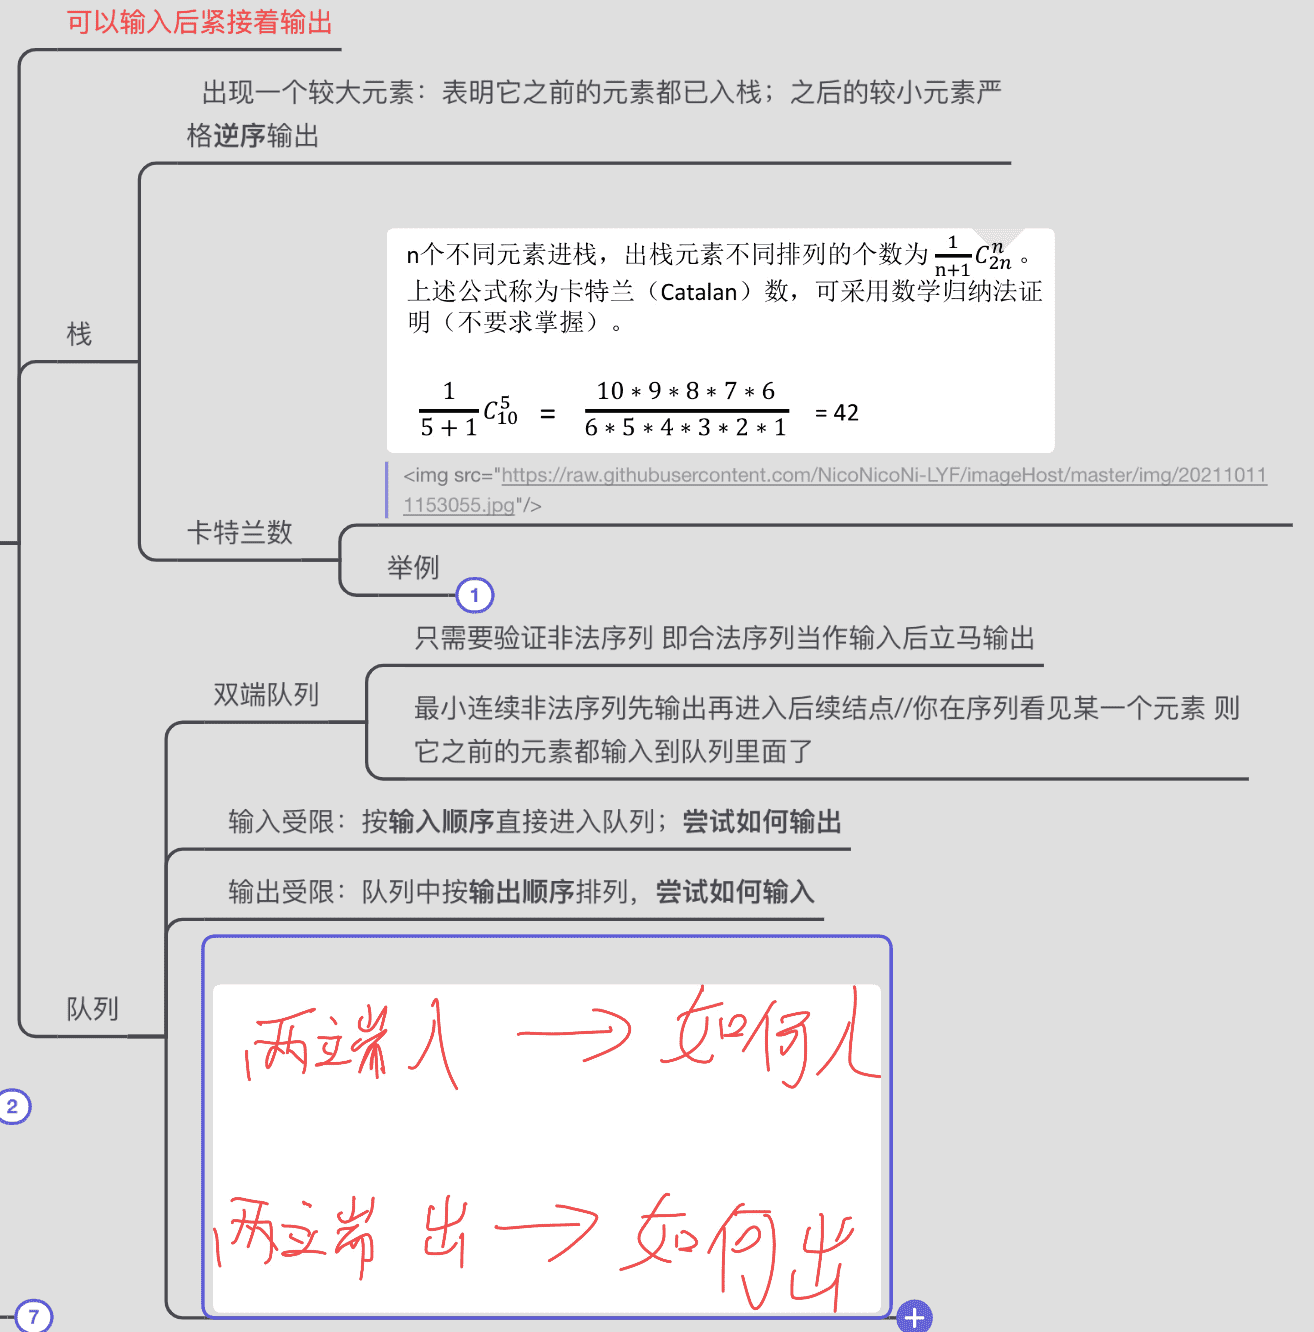 可以输入后紧接着输出
出现一个较大元素：表明它之前的元素都已入栈；之后的较小元素严
格逆序输出
n个不同元素进栈，出栈元素不同排列的个数为 \frac{1}{n+1}C_{2n}^{n} 。
上述公式称为卡特兰（Catalan）数，可采用数学归纳法证
明（不要求掌握）。
栈
\frac{1}{5+1}C_{10}^{5} = \frac{10*9*8*7*6}{6*5*4*3*2*1} = 42
<img src="https://raw.githubusercontent.com/NicoNicoNi-LYF/imageHost/master/img/20211011
1153055.jpg"/>
卡特兰数
举例
1
只需要验证非法序列 即合法序列当作输入后立马输出
双端队列
最小连续非法序列先输出再进入后续结点//你在序列看见某一个元素 则
它之前的元素都输入到队列里面了
输入受限：按输入顺序直接进入队列；尝试如何输出
输出受限：队列中按输出顺序排列，尝试如何输入
队列
两端入 → 如何入
2
两端出 → 如何出
7